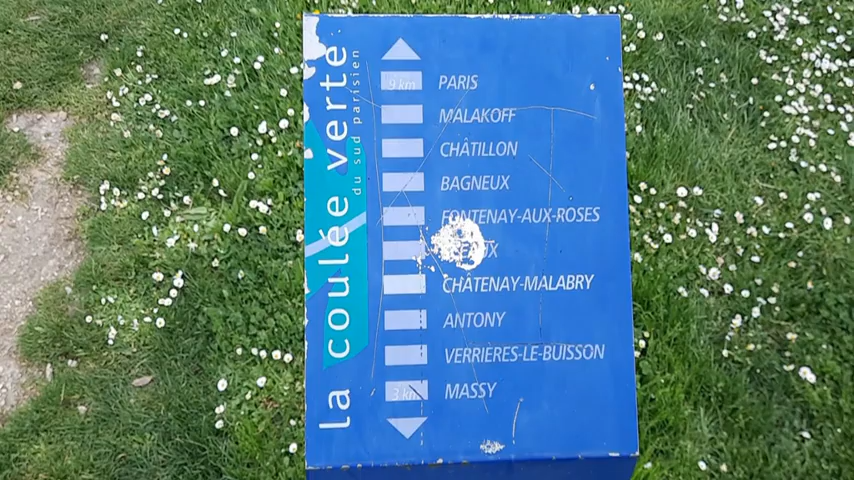 la coulée verte
du sud parisien
9 km PARIS
MALAKOFF
CHÂTILLON
BAGNEUX
FONTENAY-AUX-ROSES
CHÂTENAY-MALABRY
ANTONY
VERRIÈRES-LE-BUISSON
3 km MASSY